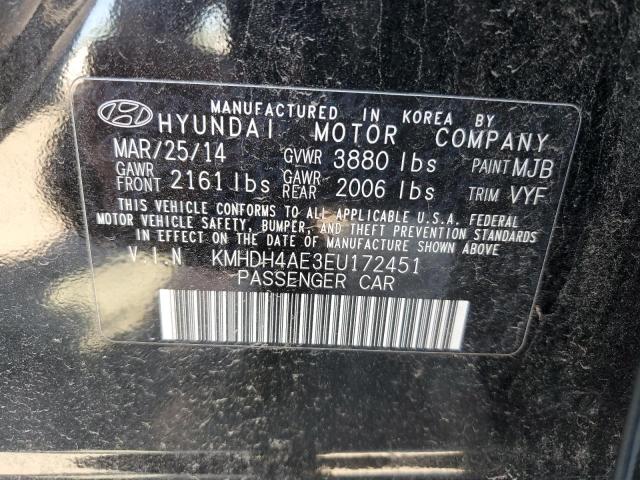 MANUFACTURED IN KOREA BY
HYUNDAI MOTOR COMPANY
MAR/25/14 GVWR 3880 lbs PAINT MJB
GAWR FRONT 2161 lbs GAWR REAR 2006 lbs TRIM VYF
THIS VEHICLE CONFORMS TO ALL APPLICABLE U.S.A. FEDERAL
MOTOR VEHICLE SAFETY, BUMPER, AND THEFT PREVENTION STANDARDS
IN EFFECT ON THE DATE OF MANUFACTURE SHOWN ABOVE
V.I.N KMHDH4AE3EU172451
PASSENGER CAR